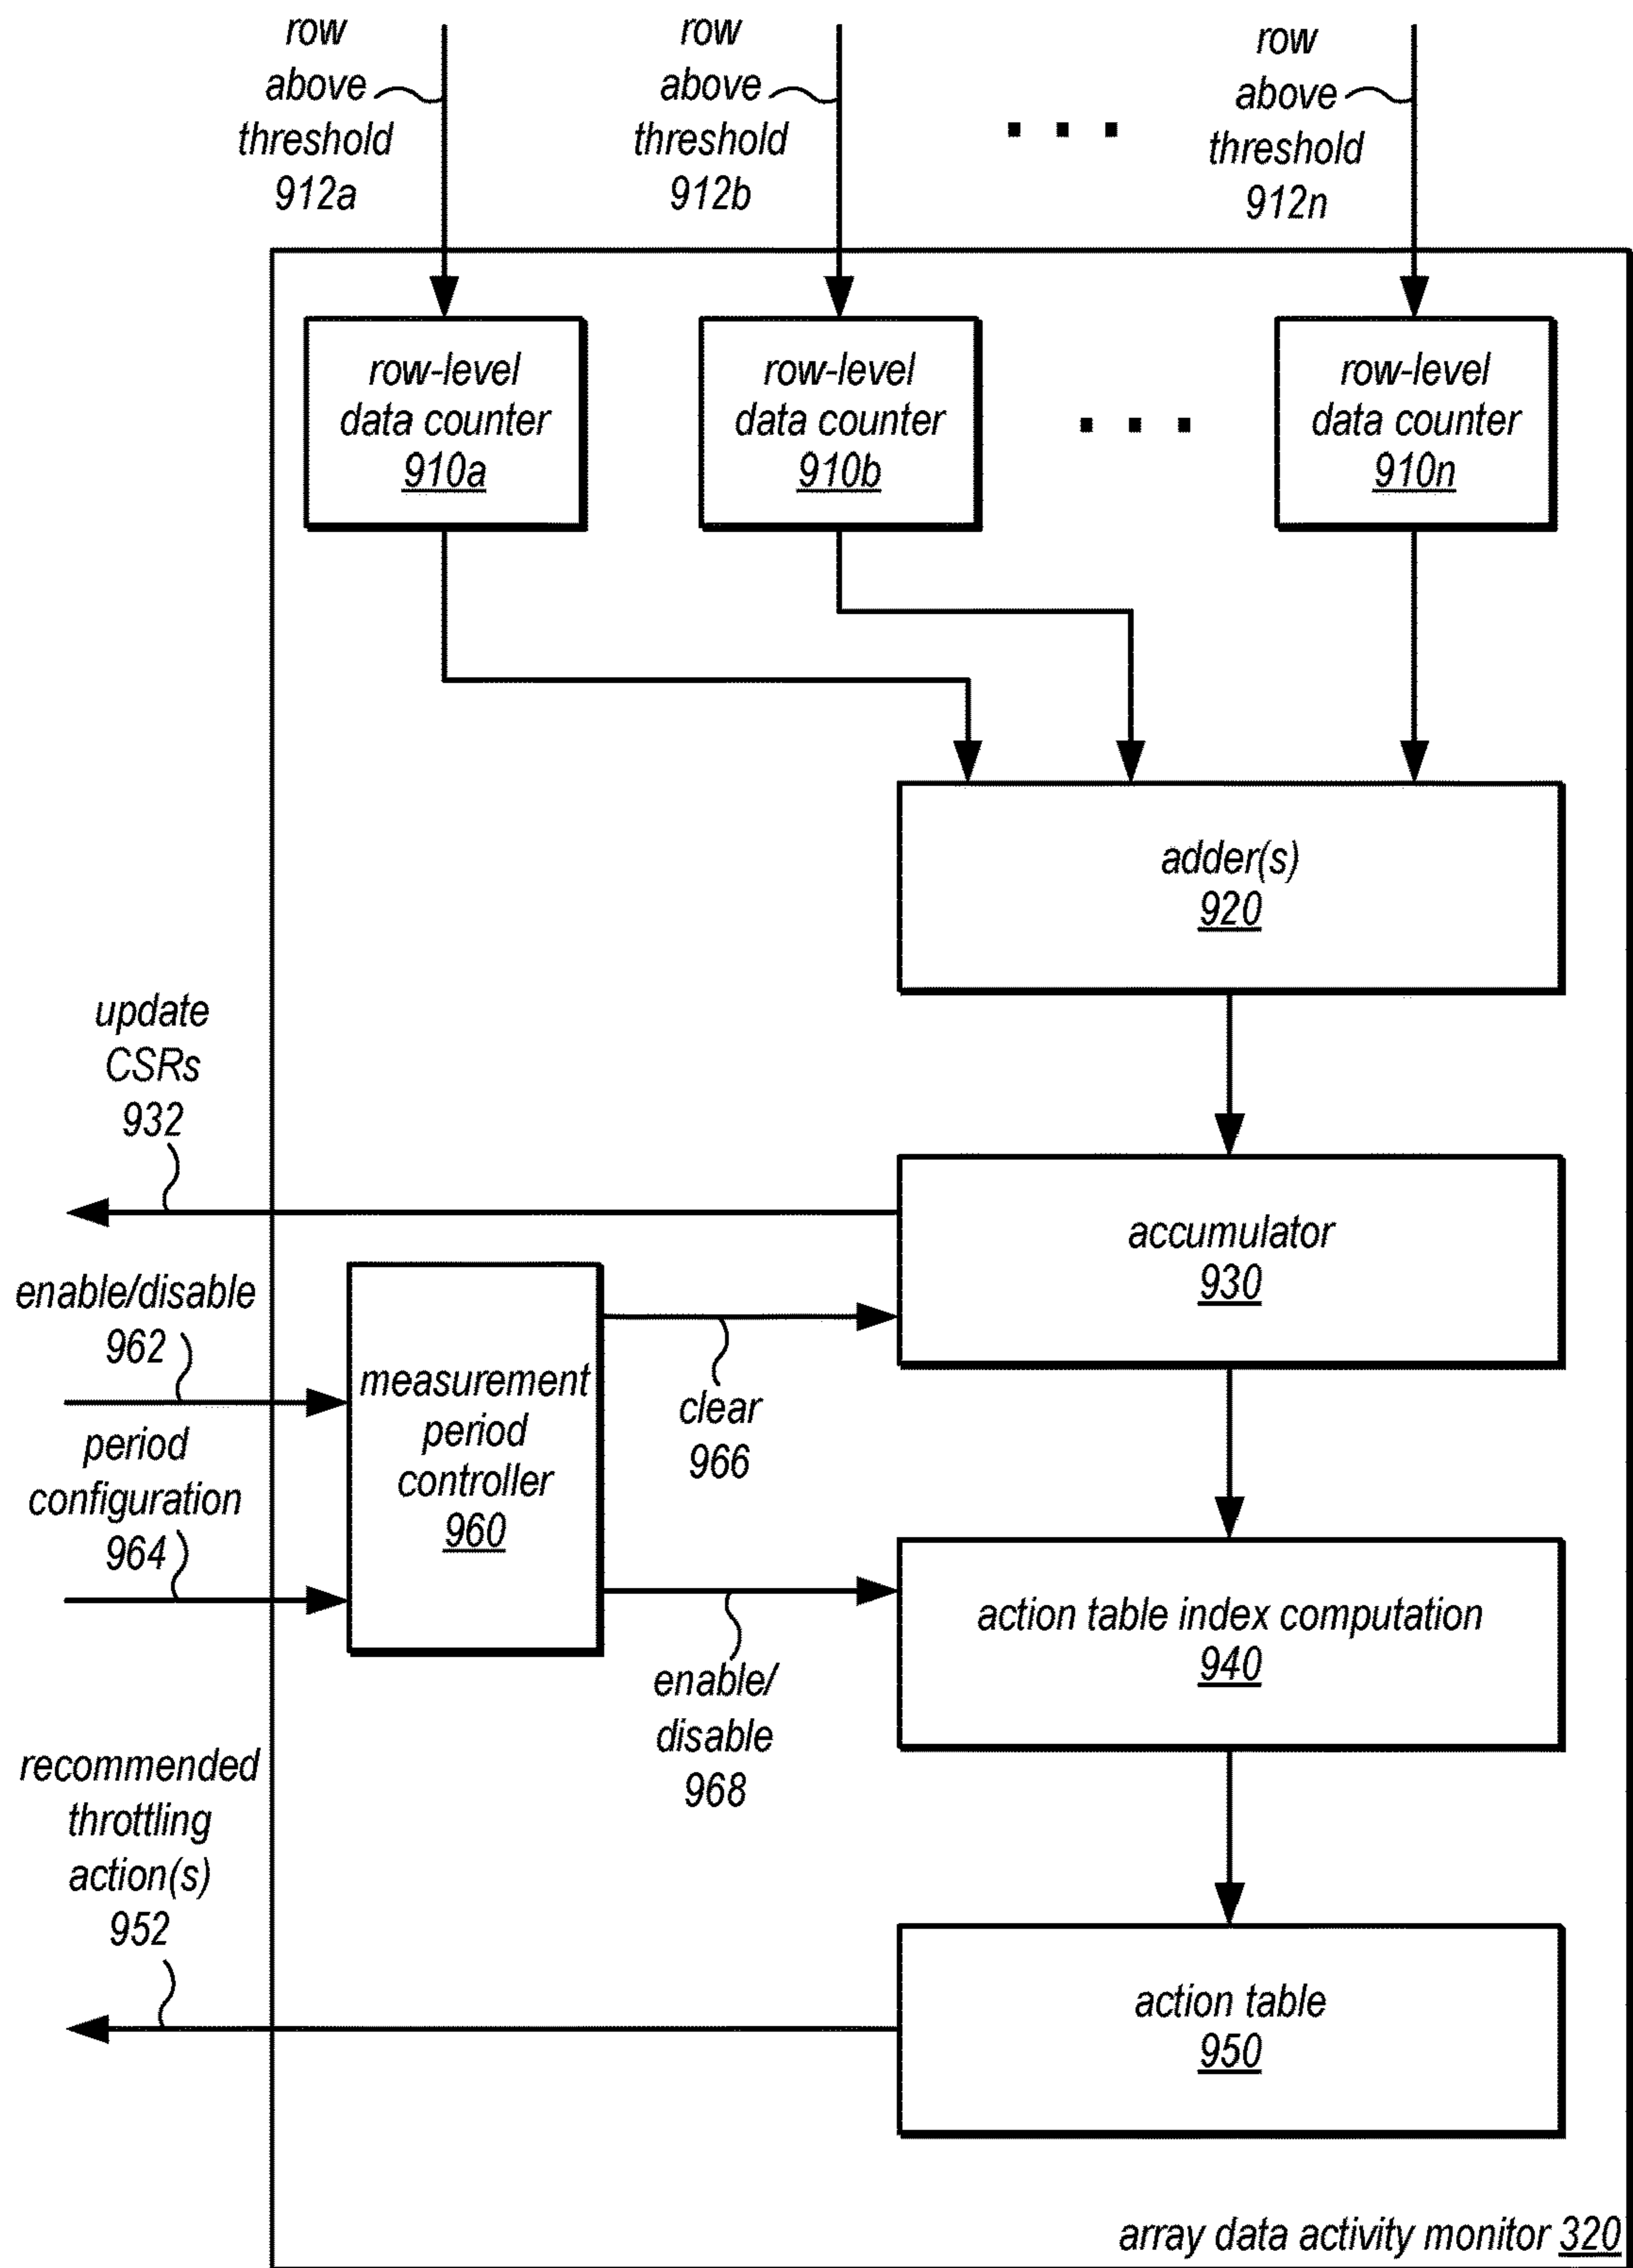 row
above
threshold
912a
row
above
threshold
912b
row
above
threshold
912n
row-level
data counter
910a
row-level
data counter
910b
row-level
data counter
910n
adder(s)
920
update
CSRs
932
accumulator
930
enable/disable
962
measurement
period
controller
960
clear
966
period
configuration
964
action table index computation
940
enable/
disable
968
recommended
throttling
action(s)
952
action table
950
array data activity monitor 320